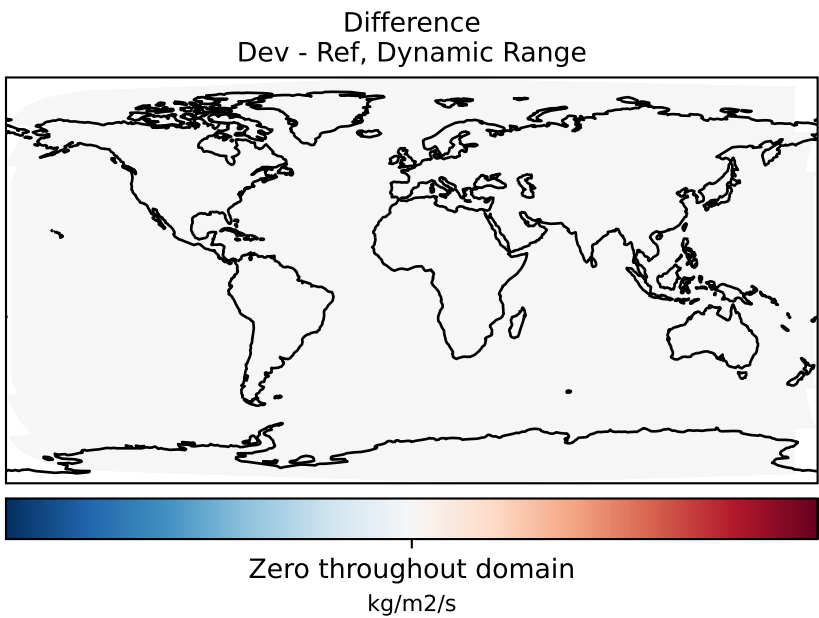 Difference
Dev - Ref, Dynamic Range
Zero throughout domain
kg/m2/s